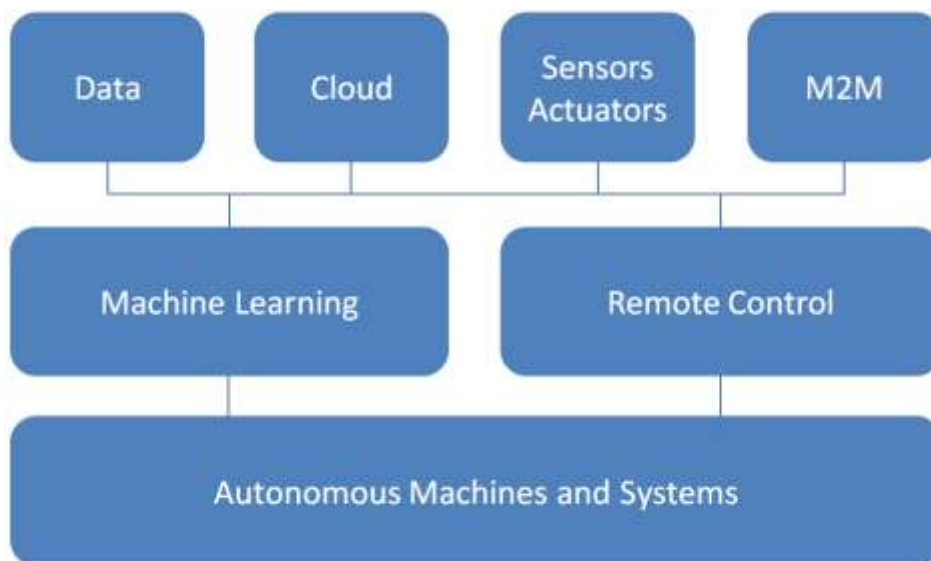 Data
Cloud
Sensors
Actuators
M2M
Machine Learning
Remote Control
Autonomous Machines and Systems